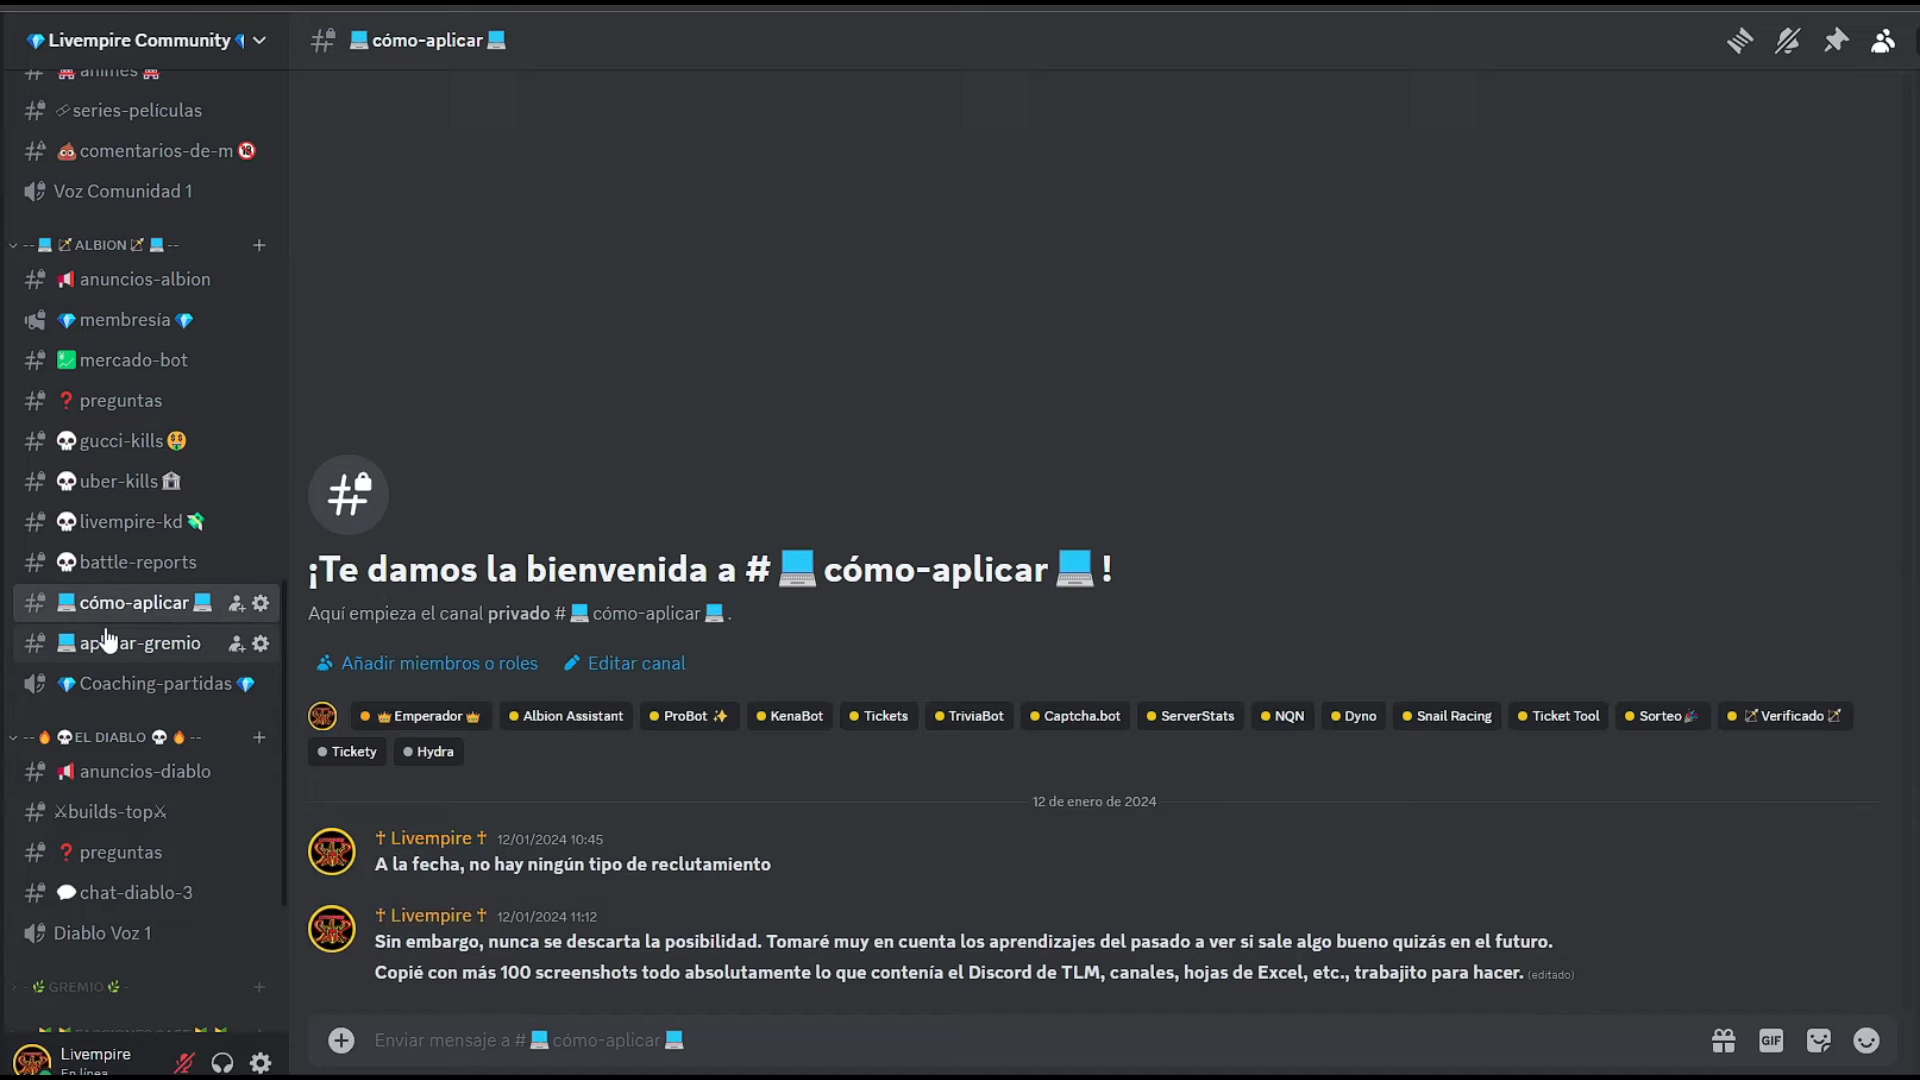 💎 Livempire Community
animes
series-películas
comentarios-de-m
Voz Comunidad 1
-- 💻 🏹 ALBION 🏹 💻 --
anuncios-albion
membresía
mercado-bot
preguntas
gucci-kills
uber-kills
livempire-kd
battle-reports
cómo-aplicar
ap ar-gremio
Coaching-partidas
-- 🔥 💀 EL DIABLO 💀 🔥 --
anuncios-diablo
⚔builds-top⚔
preguntas
chat-diablo-3
Diablo Voz 1
- 🌿 GREMIO 🌿 -
Livempire
En línea
💻cómo-aplicar💻
¡Te damos la bienvenida a #💻cómo-aplicar💻!
Aquí empieza el canal privado #💻cómo-aplicar💻.
Añadir miembros o roles Editar canal
👑Emperador👑 Albion Assistant ProBot ✨ KenaBot Tickets TriviaBot Captcha.bot ServerStats NQN Dyno Snail Racing Ticket Tool Sorteo🎉 🏹Verificado🏹
Tickety Hydra
12 de enero de 2024
✝ Livempire ✝ 12/01/2024 10:45
A la fecha, no hay ningún tipo de reclutamiento
✝ Livempire ✝ 12/01/2024 11:12
Sin embargo, nunca se descarta la posibilidad. Tomaré muy en cuenta los aprendizajes del pasado a ver si sale algo bueno quizás en el futuro.
Copié con más 100 screenshots todo absolutamente lo que contenía el Discord de TLM, canales, hojas de Excel, etc., trabajito para hacer. (editado)
Enviar mensaje a #💻cómo-aplicar💻
GIF